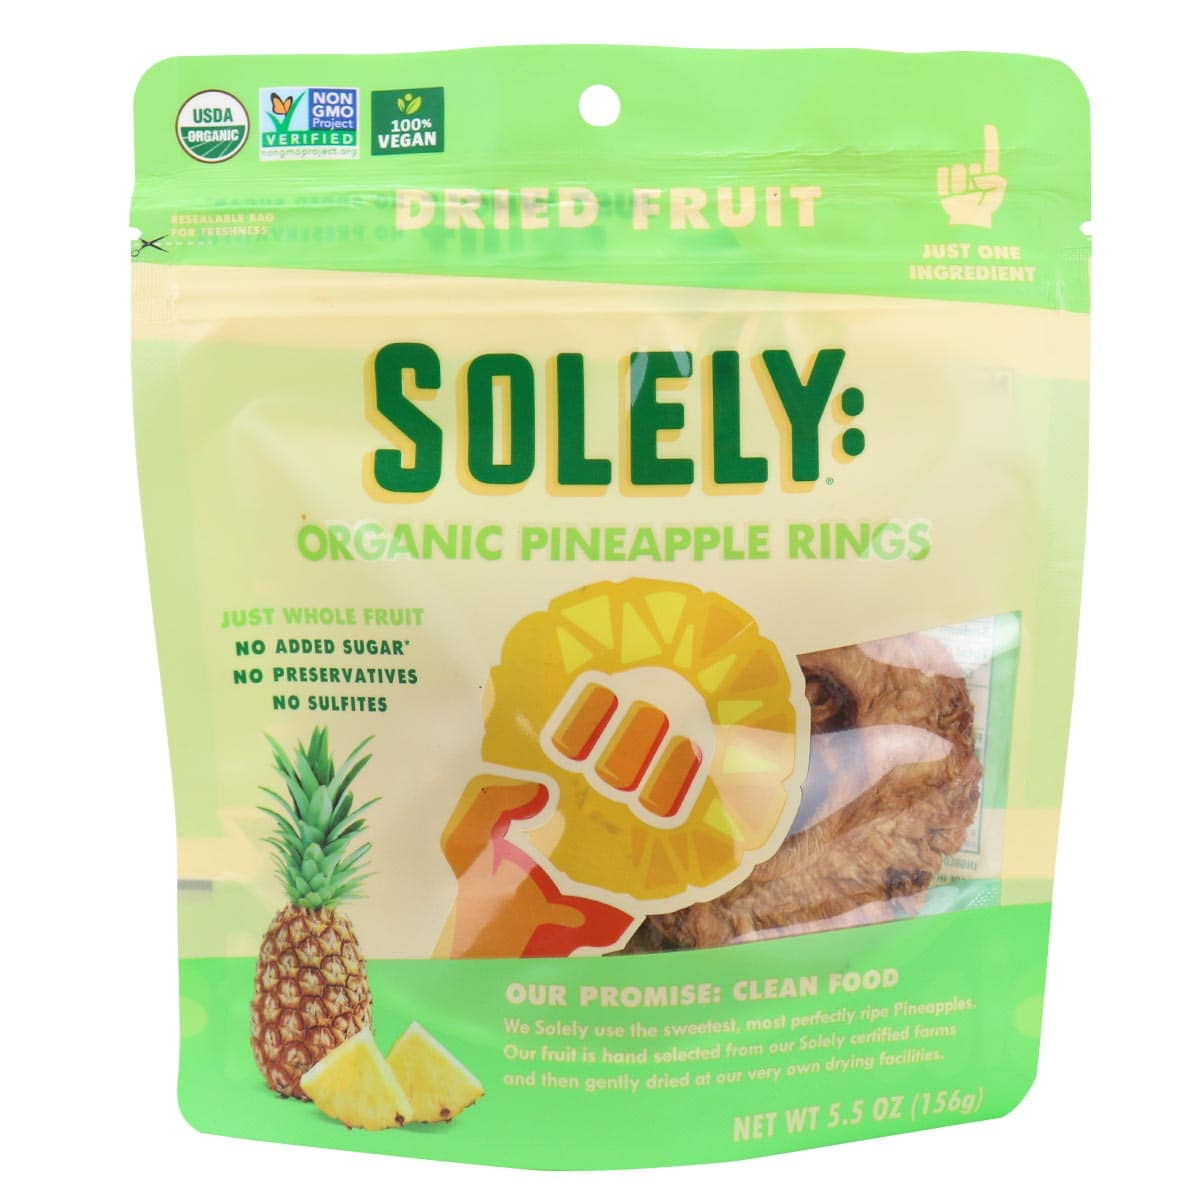 USDA
ORGANIC
NON
GMO
Project
VERIFIED
nongmoproject.org
100%
VEGAN
DRIED FRUIT
RESEALABLE BAG
FOR FRESHNESS
JUST ONE
INGREDIENT
SOLELY:
®
ORGANIC PINEAPPLE RINGS
JUST WHOLE FRUIT
NO ADDED SUGAR*
NO PRESERVATIVES
NO SULFITES
OUR PROMISE: CLEAN FOOD
We Solely use the sweetest, most perfectly ripe Pineapples.
Our fruit is hand selected from our Solely certified farms
and then gently dried at our very own drying facilities.
NET WT 5.5 OZ (156g)